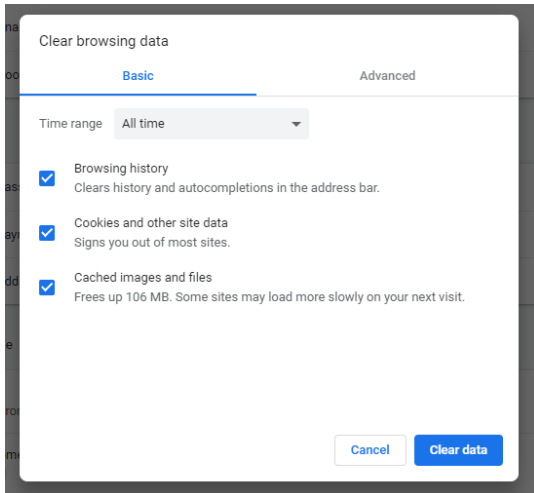 Clear browsing data
Basic Advanced
Time range All time
Browsing history
Clears history and autocompletions in the address bar.
Cookies and other site data
Signs you out of most sites.
Cached images and files
Frees up 106 MB. Some sites may load more slowly on your next visit.
Cancel Clear data